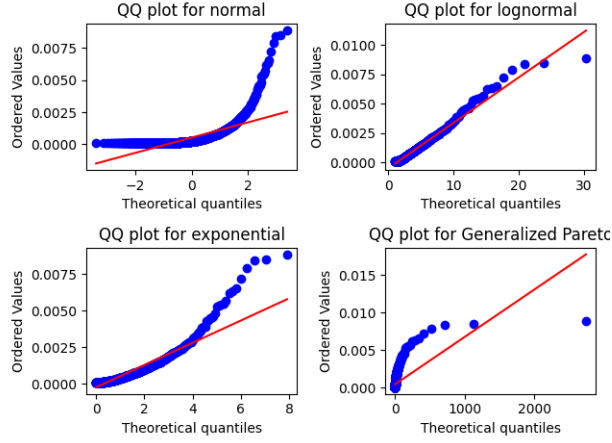 QQ plot for normal
QQ plot for lognormal
Ordered Values
0.0075
0.0050
0.0025
0.0000
−2
0
2
Theoretical quantiles
Ordered Values
0.0100
0.0075
0.0050
0.0025
0.0000
0
10
20
30
Theoretical quantiles
QQ plot for exponential
QQ plot for Generalized Pareto
Ordered Values
0.0075
0.0050
0.0025
0.0000
0
2
4
6
8
Theoretical quantiles
Ordered Values
0.015
0.010
0.005
0.000
0
1000
2000
Theoretical quantiles